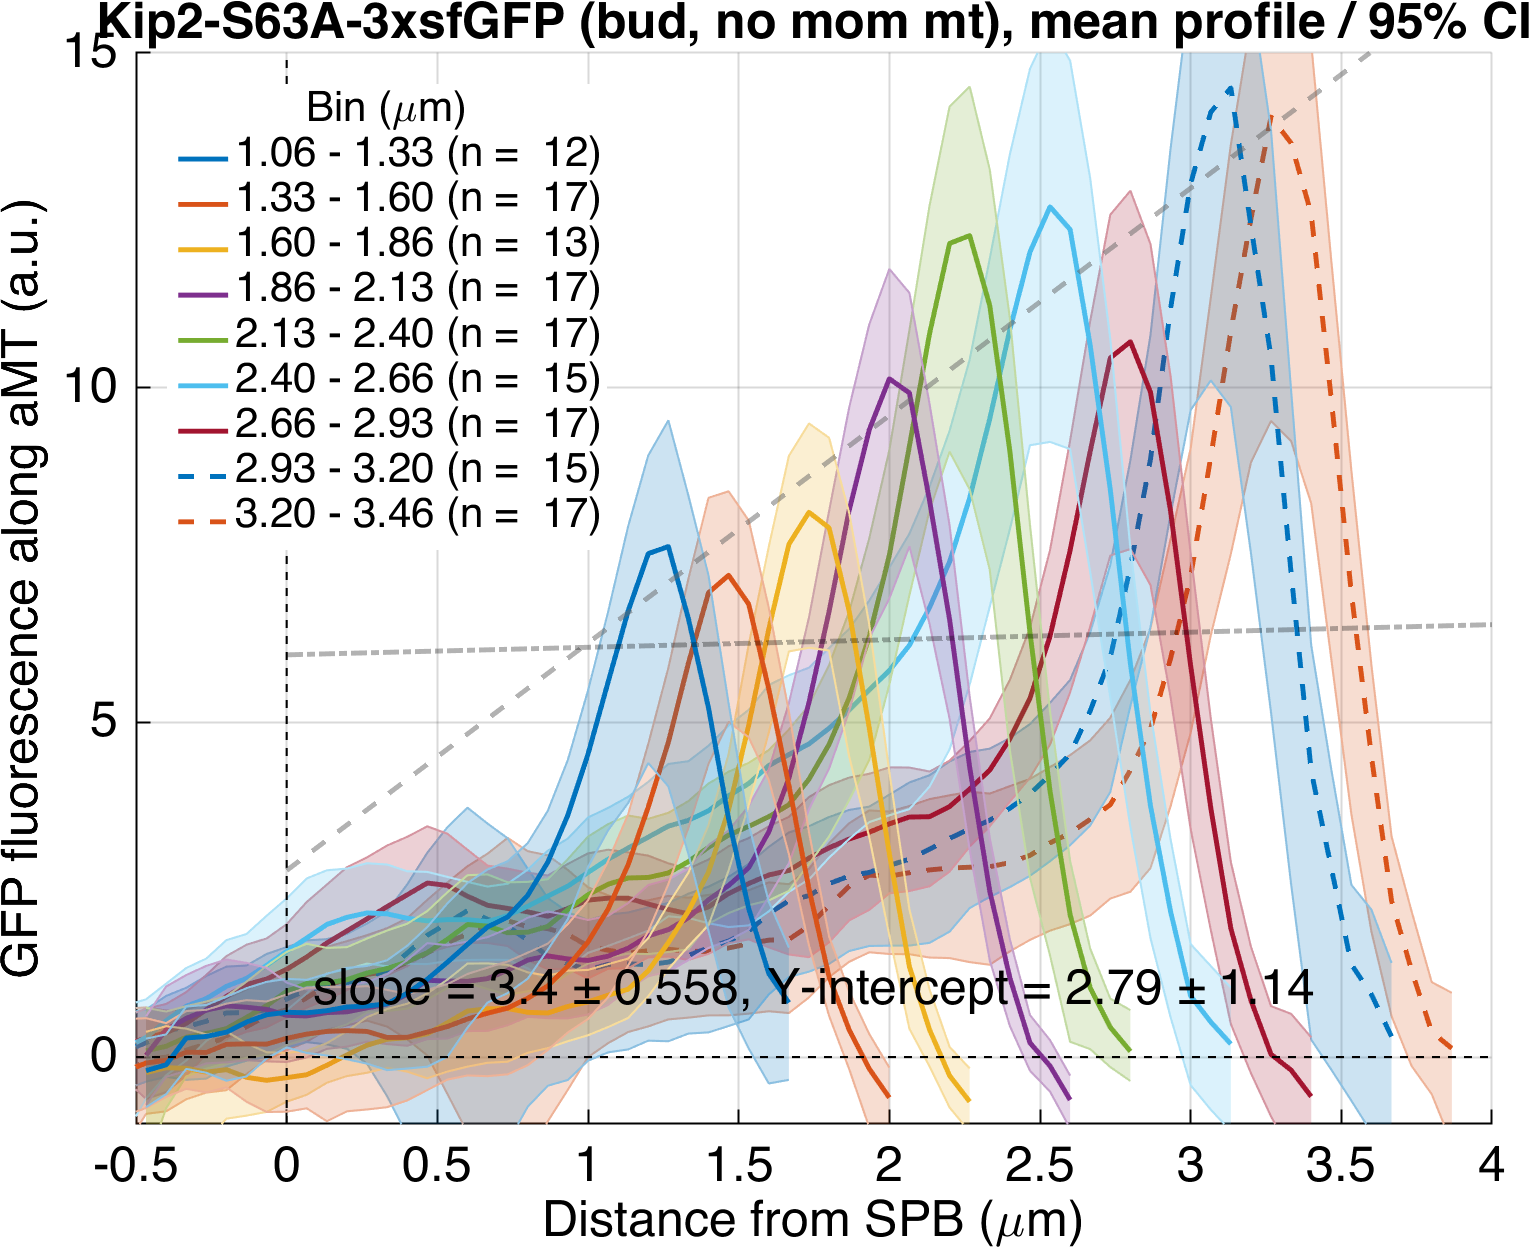 Kip2-S63A-3xsfGFP (bud, no mom mt), mean profile / 95% CI
GFP fluorescence along aMT (a.u.)
15
10
5
0
Bin (μm)
1.06 - 1.33 (n = 12)
1.33 - 1.60 (n = 17)
1.60 - 1.86 (n = 13)
1.86 - 2.13 (n = 17)
2.13 - 2.40 (n = 17)
2.40 - 2.66 (n = 15)
2.66 - 2.93 (n = 17)
2.93 - 3.20 (n = 15)
3.20 - 3.46 (n = 17)
slope = 3.4 ± 0.558, Y-intercept = 2.79 ± 1.14
-0.5 0 0.5 1 1.5 2 2.5 3 3.5 4
Distance from SPB (μm)